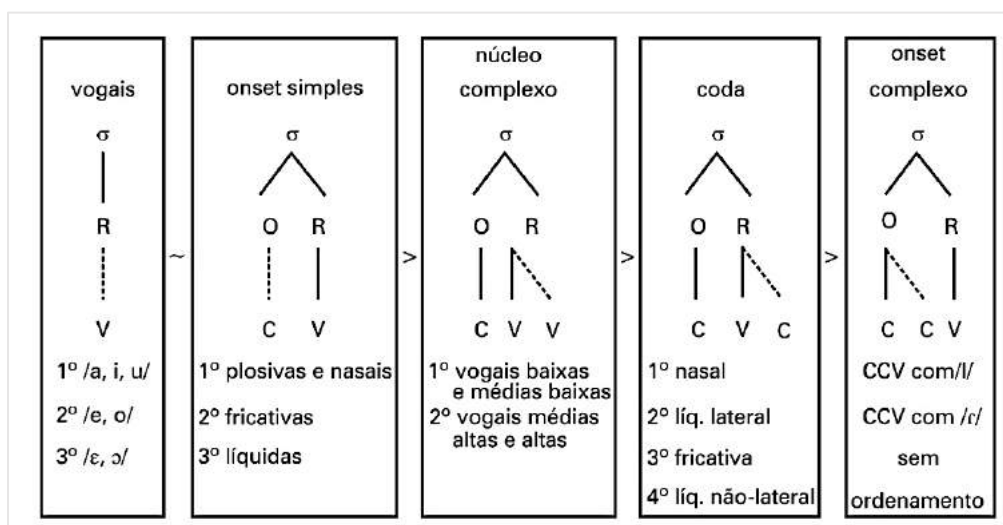 vogais
σ
R
V
1º /a, i, u/
2º /e, o/
3º /ɛ, ɔ/
~
onset simples
σ
O R
C V
1º plosivas e nasais
2º fricativas
3º líquidas
>
núcleo
complexo
σ
O R
C V V
1º vogais baixas
e médias baixas
2º vogais médias
altas e altas
>
coda
σ
O R
C V C
1º nasal
2º líq. lateral
3º fricativa
4º líq. não-lateral
>
onset
complexo
σ
O R
C C V
CCV com/l/
CCV com /ɾ/
sem
ordenamento